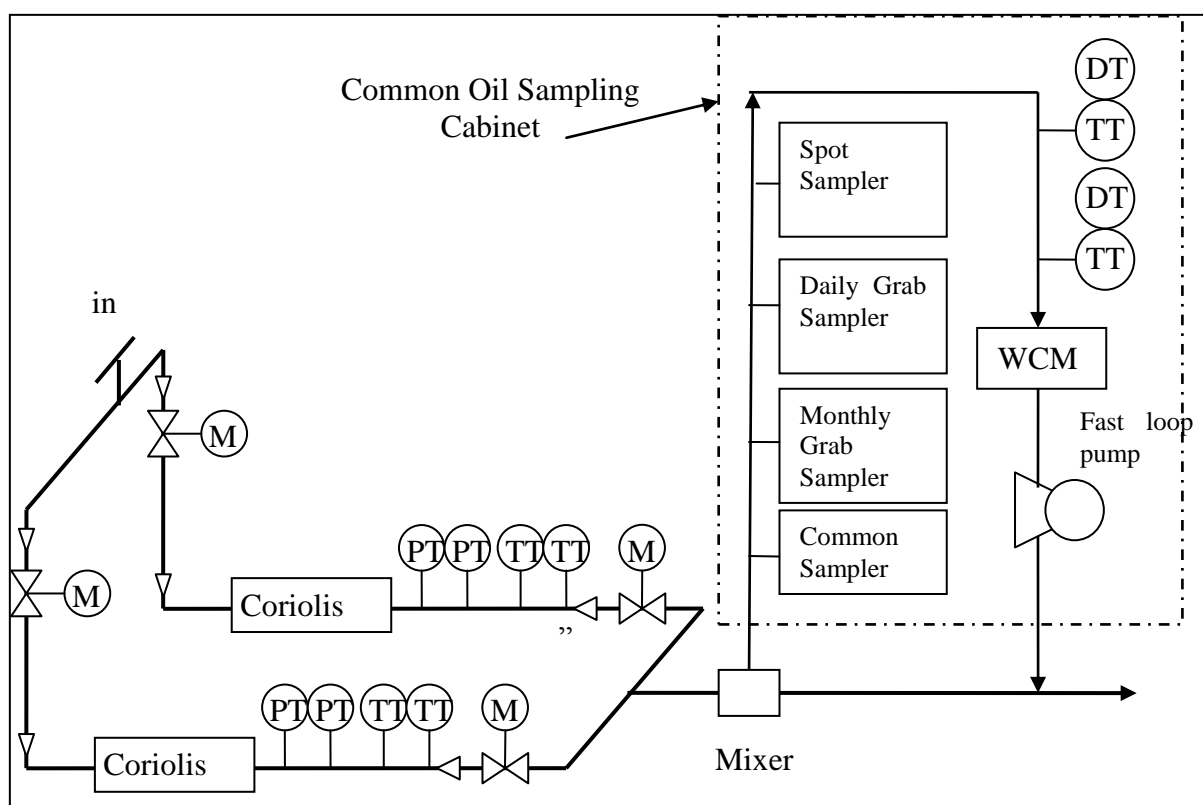 Common Oil Sampling
Cabinet
DT
TT
DT
TT
Spot
Sampler
Daily Grab
Sampler
in
WCM
Monthly
Grab
Sampler
Fast loop
pump
M
M
Common
Sampler
PT PT TT TT M
Coriolis
”
PT PT TT TT M
Coriolis
Mixer